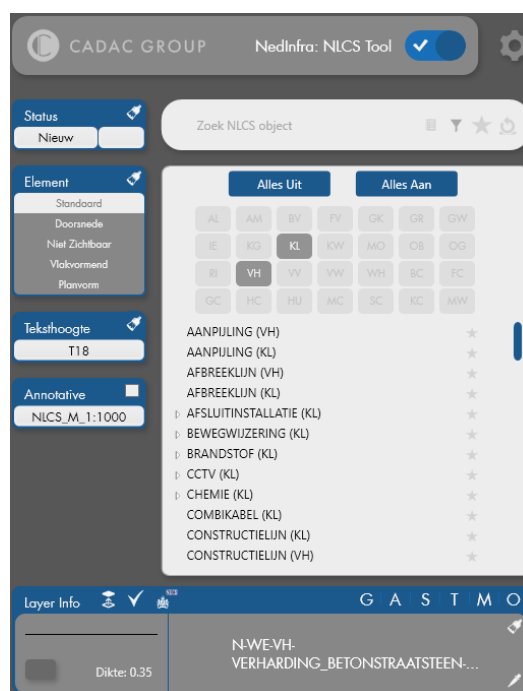 CADAC GROUP NedInfra: NLCS Tool
Status
Nieuw
Zoek NLCS object
Element
Standaard
Doorsnede
Niet Zichtbaar
Vlakvormend
Planvorm
Teksthoogte
T18
Annotative
NLCS_M_1:1000
Alles Uit Alles Aan
AL AM BV FV GK GR GW
IE KG KL KW MO OB OG
RI VH VV VW WH BC FC
GC HC HU MC SC KC MW
AANPIJLING (VH)
AANPIJLING (KL)
AFBREEKLIJN (VH)
AFBREEKLIJN (KL)
AFSLUITINSTALLATIE (KL)
BEWEGWIJZERING (KL)
BRANDSTOF (KL)
CCTV (KL)
CHEMIE (KL)
COMBIKABEL (KL)
CONSTRUCTIELIJN (KL)
CONSTRUCTIELIJN (VH)
Layer Info G A S T M O
Dikte: 0.35
N-WE-VH-
VERHARDING_BETONSTRAATSTEEN-...